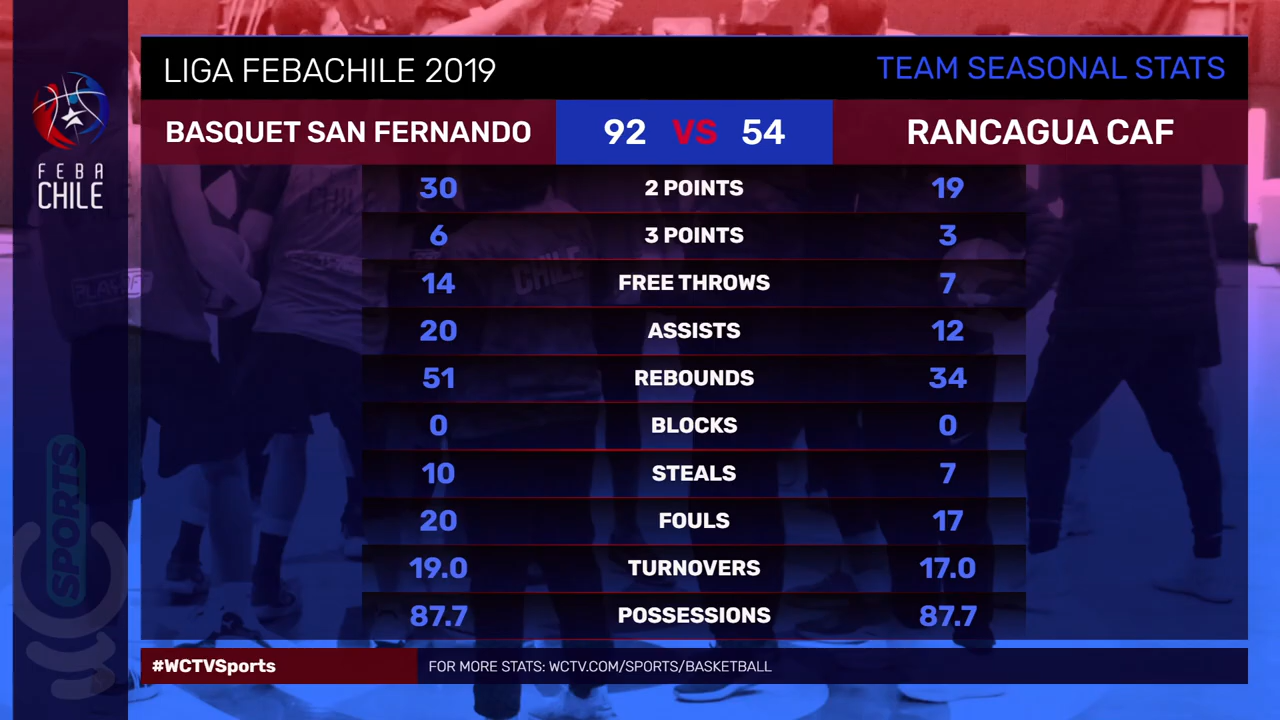 LIGA FEBACHILE 2019
TEAM SEASONAL STATS
BASQUET SAN FERNANDO 92 VS 54 RANCAGUA CAF
30 2 POINTS 19
6 3 POINTS 3
14 FREE THROWS 7
20 ASSISTS 12
51 REBOUNDS 34
0 BLOCKS 0
10 STEALS 7
20 FOULS 17
19.0 TURNOVERS 17.0
87.7 POSSESSIONS 87.7
#WCTVSports
FOR MORE STATS: WCTV.COM/SPORTS/BASKETBALL
FEBA
CHILE
SPORTS
CHILE